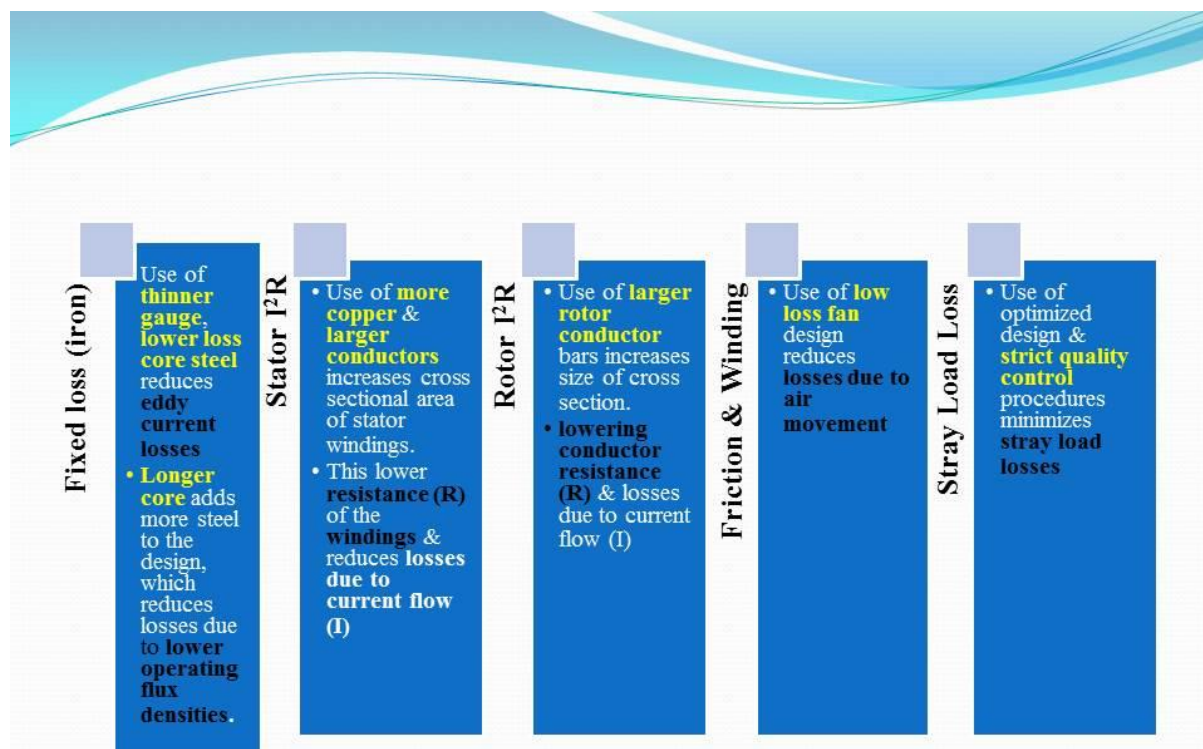 Fixed loss (iron)
Use of
thinner
gauge,
lower loss
core steel
reduces
eddy
current
losses
• Longer
core adds
more steel
to the
design,
which
reduces
losses due
to lower
operating
flux
densities.
Stator I²R
• Use of more
copper &
larger
conductors
increases cross
sectional area
of stator
windings.
• This lower
resistance (R)
of the
windings &
reduces losses
due to
current flow
(I)
Rotor I²R
• Use of larger
rotor
conductor
bars increases
size of cross
section.
• lowering
conductor
resistance
(R) & losses
due to current
flow (I)
Friction & Winding
• Use of low
loss fan
design
reduces
losses due to
air
movement
Stray Load Loss
• Use of
optimized
design &
strict quality
control
procedures
minimizes
stray load
losses